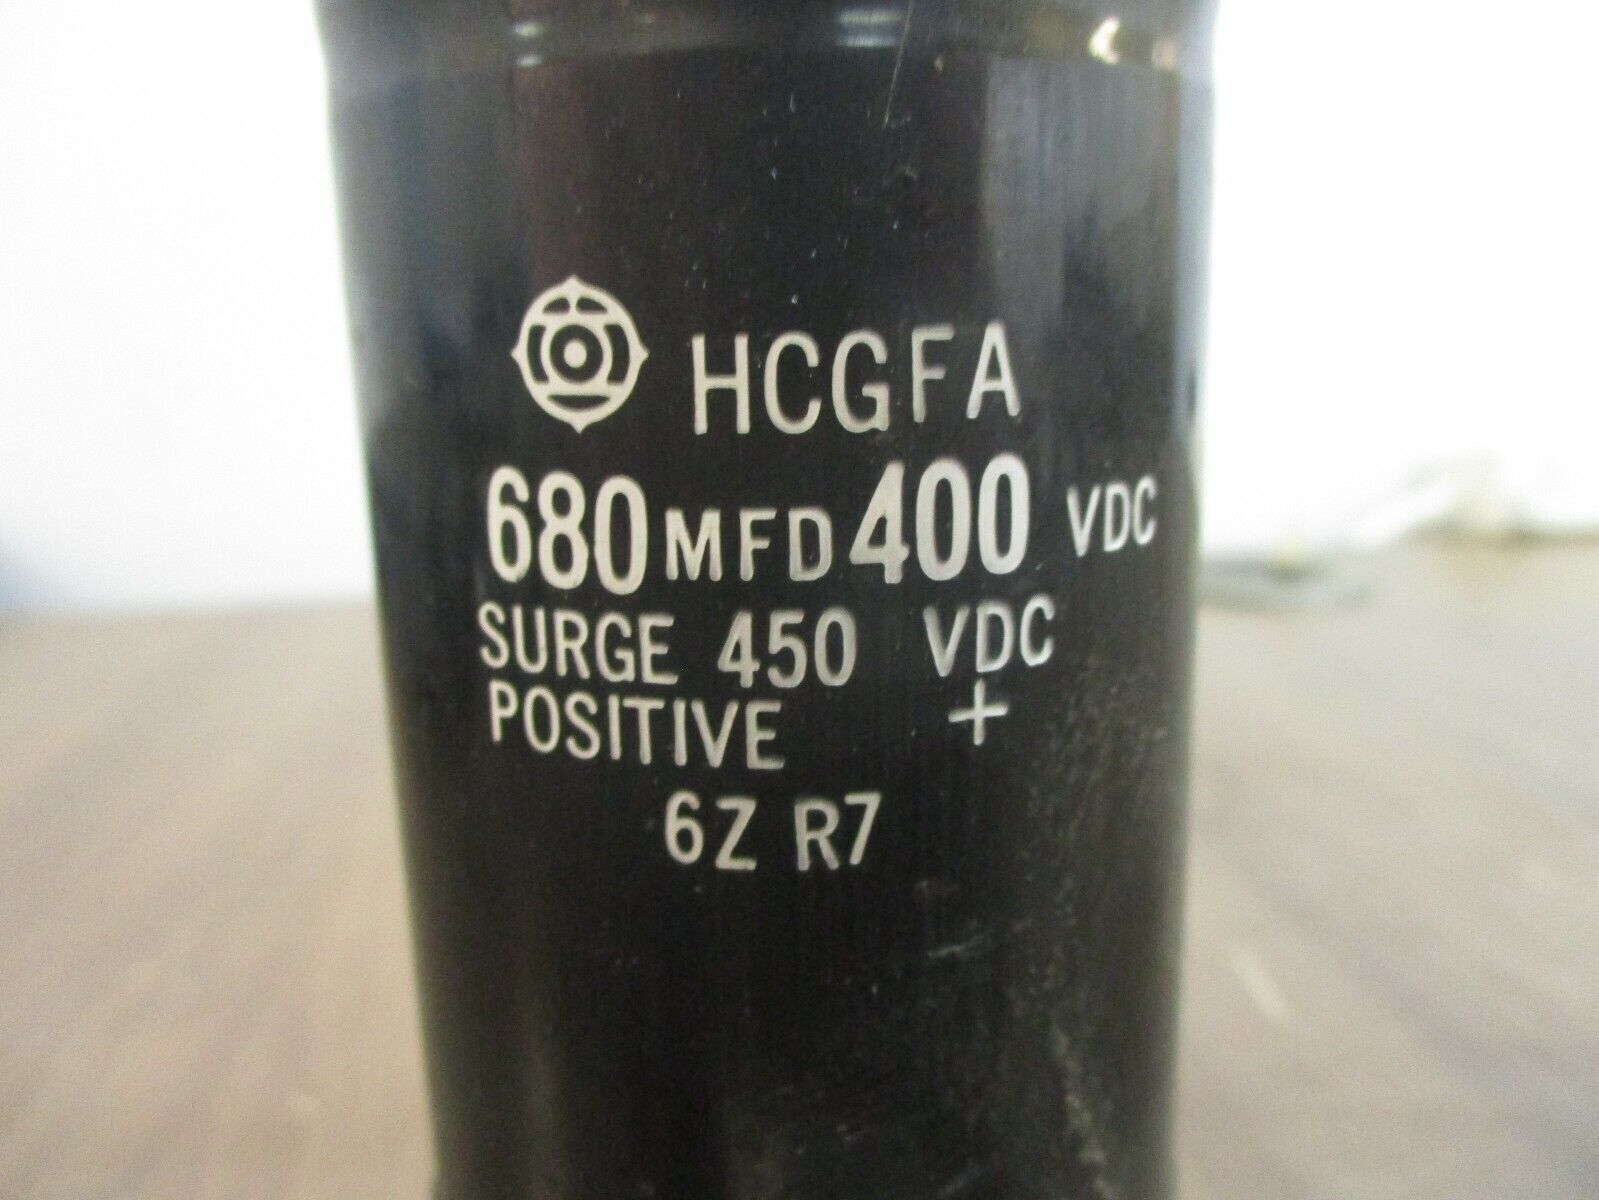 HCGFA
680 MFD 400 VDC
SURGE 450 VDC
POSITIVE +
6Z R7